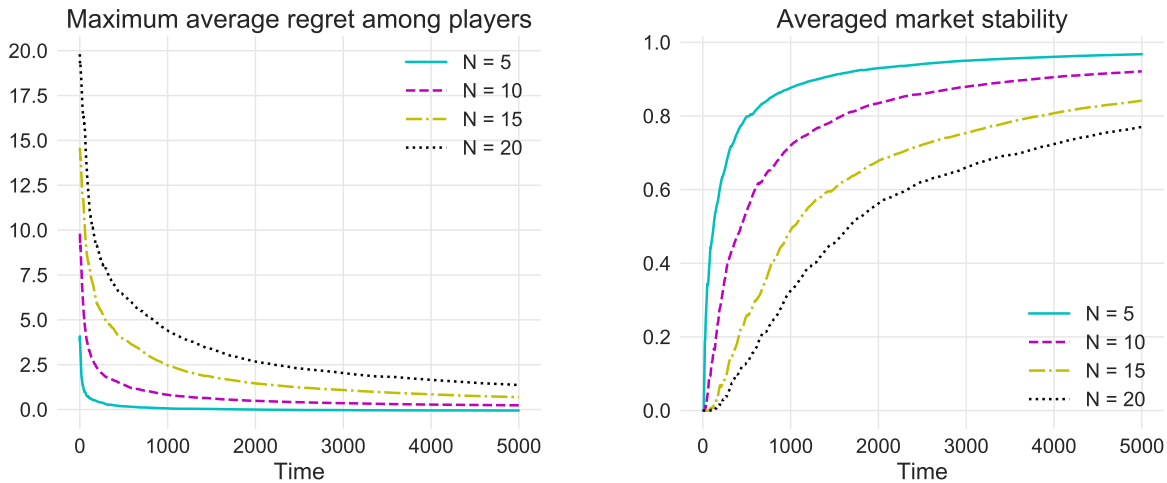 Maximum average regret among players
20.0
17.5
15.0
12.5
10.0
7.5
5.0
2.5
0.0
N = 5
N = 10
N = 15
N = 20
0
1000
2000
3000
4000
5000
Time
Averaged market stability
1.0
0.8
0.6
0.4
0.2
0.0
N = 5
N = 10
N = 15
N = 20
0
1000
2000
3000
4000
5000
Time